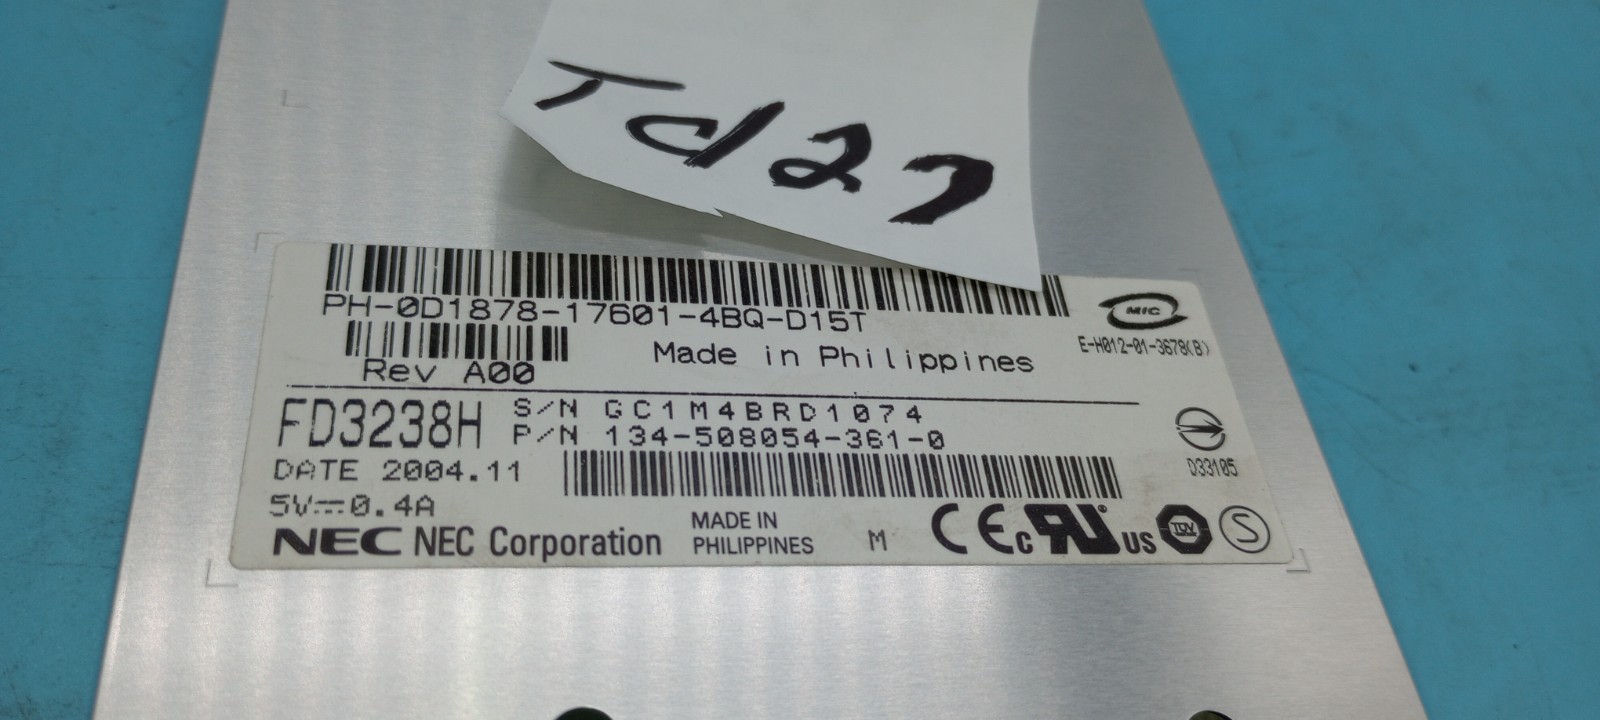 Td27
PH-0D1878-17601-4BQ-D15T
MIC
E-H012-01-3678(B)
Rev A00
Made in Philippines
FD3238H
S/N GC1M4BRD1074
P/N 134-508054-361-0
D33105
DATE 2004.11
5V⎓0.4A
NEC NEC Corporation
MADE IN
PHILIPPINES
M
CE
c RU US
TÜV
S